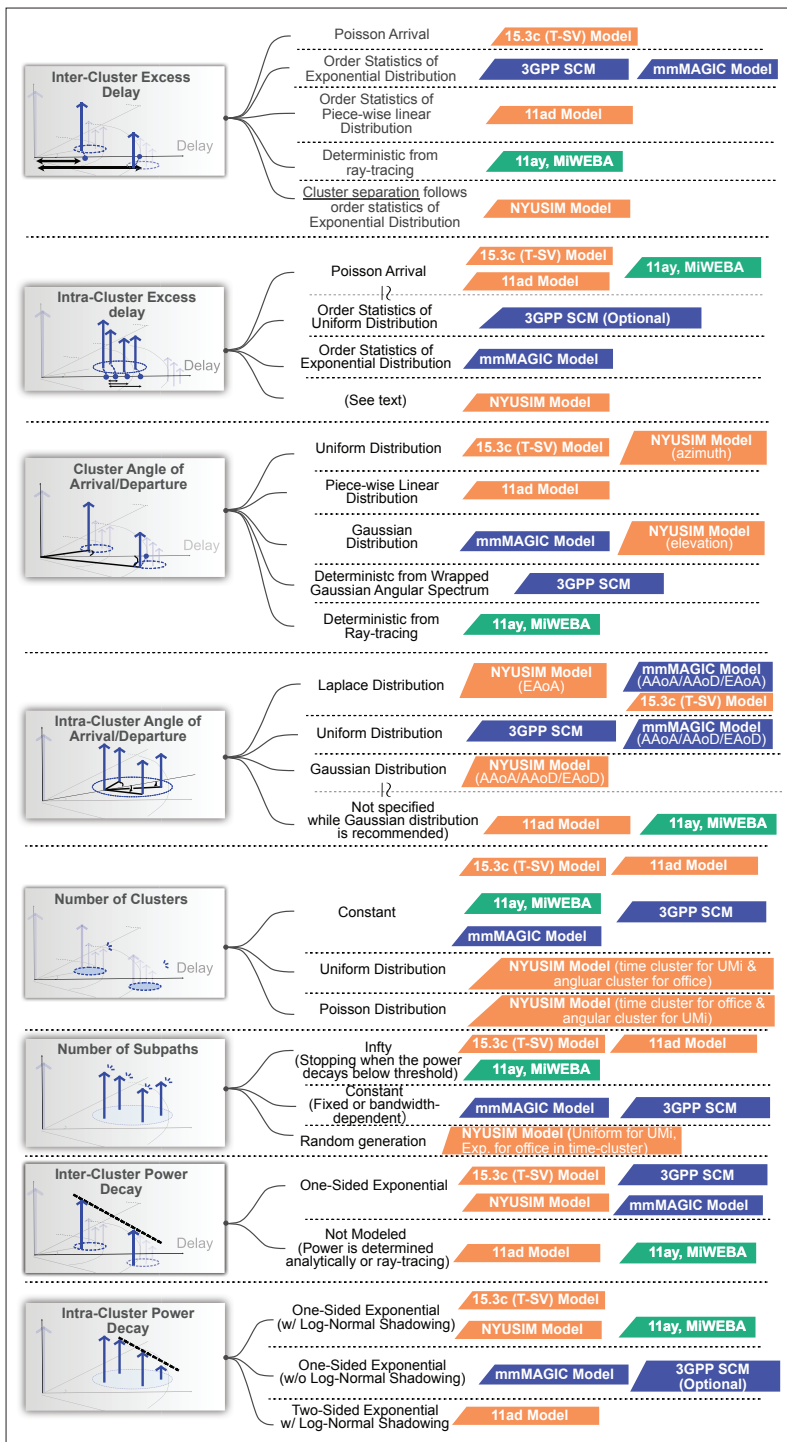 Inter-Cluster Excess
Delay
Delay
Poisson Arrival
15.3c (T-SV) Model
Order Statistics of
Exponential Distribution
3GPP SCM
mmMAGIC Model
Order Statistics of
Piece-wise linear
Distribution
11ad Model
Deterministic from
ray-tracing
11ay, MiWEBA
Cluster separation follows
order statistics of
Exponential Distribution
NYUSIM Model
Intra-Cluster Excess
delay
Delay
Poisson Arrival
15.3c (T-SV) Model
11ay, MiWEBA
11ad Model
Order Statistics of
Uniform Distribution
3GPP SCM (Optional)
Order Statistics of
Exponential Distribution
mmMAGIC Model
(See text)
NYUSIM Model
Cluster Angle of
Arrival/Departure
Delay
Uniform Distribution
15.3c (T-SV) Model
NYUSIM Model
(azimuth)
Piece-wise Linear
Distribution
11ad Model
Gaussian
Distribution
mmMAGIC Model
NYUSIM Model
(elevation)
Deterministc from Wrapped
Gaussian Angular Spectrum
3GPP SCM
Deterministic from
Ray-tracing
11ay, MiWEBA
Intra-Cluster Angle of
Arrival/Departure
Laplace Distribution
NYUSIM Model
(EAoA)
mmMAGIC Model
(AAoA/AAoD/EAoA)
15.3c (T-SV) Model
Uniform Distribution
3GPP SCM
mmMAGIC Model
(AAoA/AAoD/EAoD)
Gaussian Distribution
NYUSIM Model
(AAoA/AAoD/EAoD)
Not specified
while Gaussian distribution
is recommended)
11ad Model
11ay, MiWEBA
Number of Clusters
Delay
Constant
15.3c (T-SV) Model
11ad Model
11ay, MiWEBA
3GPP SCM
mmMAGIC Model
Uniform Distribution
NYUSIM Model (time cluster for UMi &
angluar cluster for office)
Poisson Distribution
NYUSIM Model (time cluster for office &
angular cluster for UMi)
Number of Subpaths
Infty
(Stopping when the power
decays below threshold)
15.3c (T-SV) Model
11ad Model
11ay, MiWEBA
Constant
(Fixed or bandwidth-
dependent)
mmMAGIC Model
3GPP SCM
Random generation
NYUSIM Model (Uniform for UMi,
Exp. for office in time-cluster)
Inter-Cluster Power
Decay
Delay
One-Sided Exponential
15.3c (T-SV) Model
3GPP SCM
NYUSIM Model
mmMAGIC Model
Not Modeled
(Power is determined
analytically or ray-tracing)
11ad Model
11ay, MiWEBA
Intra-Cluster Power
Decay
One-Sided Exponential
(w/ Log-Normal Shadowing)
15.3c (T-SV) Model
NYUSIM Model
11ay, MiWEBA
One-Sided Exponential
(w/o Log-Normal Shadowing)
mmMAGIC Model
3GPP SCM
(Optional)
Two-Sided Exponential
w/ Log-Normal Shadowing
11ad Model